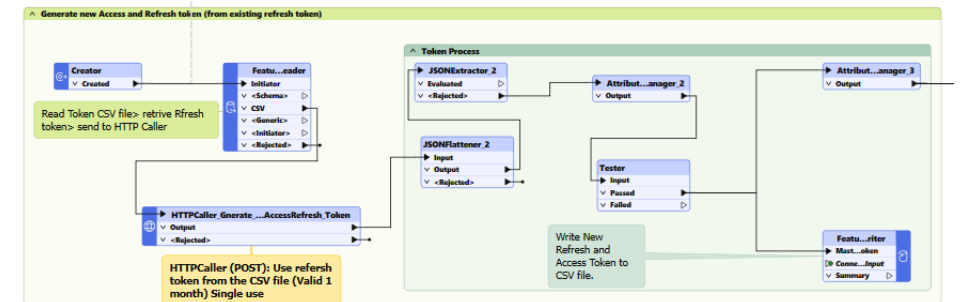 Generate new Access and Refresh token (from existing refresh token)
Token Process
Creator
Created
Featu...eader
Initiator
<Schema>
CSV
<Generic>
<Initiator>
<Rejected>
Read Token CSV file> retrive Rfresh
token> send to HTTP Caller
JSONExtractor_2
Evaluated
<Rejected>
Attribut...anager_2
Output
Attribut...anager_3
Output
JSONFlattener_2
Input
Output
<Rejected>
Tester
Input
Passed
Failed
HTTPCaller_Gnerate_...AccessRefresh_Token
Output
<Rejected>
HTTPCaller (POST): Use refersh
token from the CSV file (Valid 1
month) Single use
Write New
Refresh and
Access Token to
CSV file.
Featu...riter
Mast...oken
Conne...Input
Summary